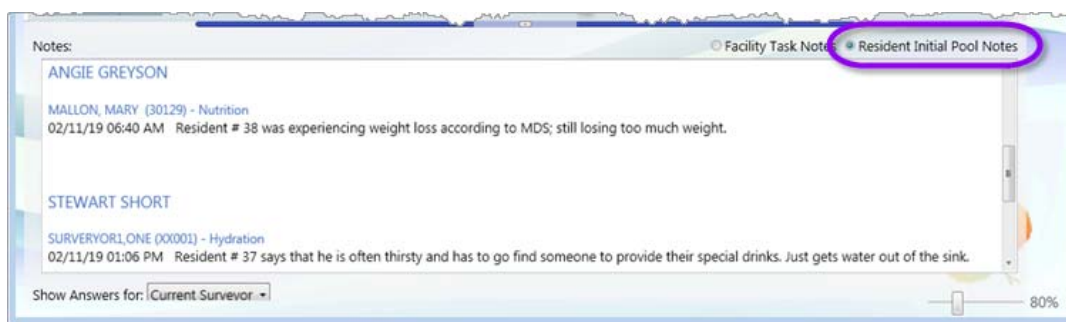 Notes:
Facility Task Notes Resident Initial Pool Notes
ANGIE GREYSON
MALLON, MARY (30129) - Nutrition
02/11/19 06:40 AM Resident # 38 was experiencing weight loss according to MDS; still losing too much weight.
STEWART SHORT
SURVERYOR1,ONE (XX001) - Hydration
02/11/19 01:06 PM Resident # 37 says that he is often thirsty and has to go find someone to provide their special drinks. Just gets water out of the sink.
Show Answers for: Current Surveyor
80%